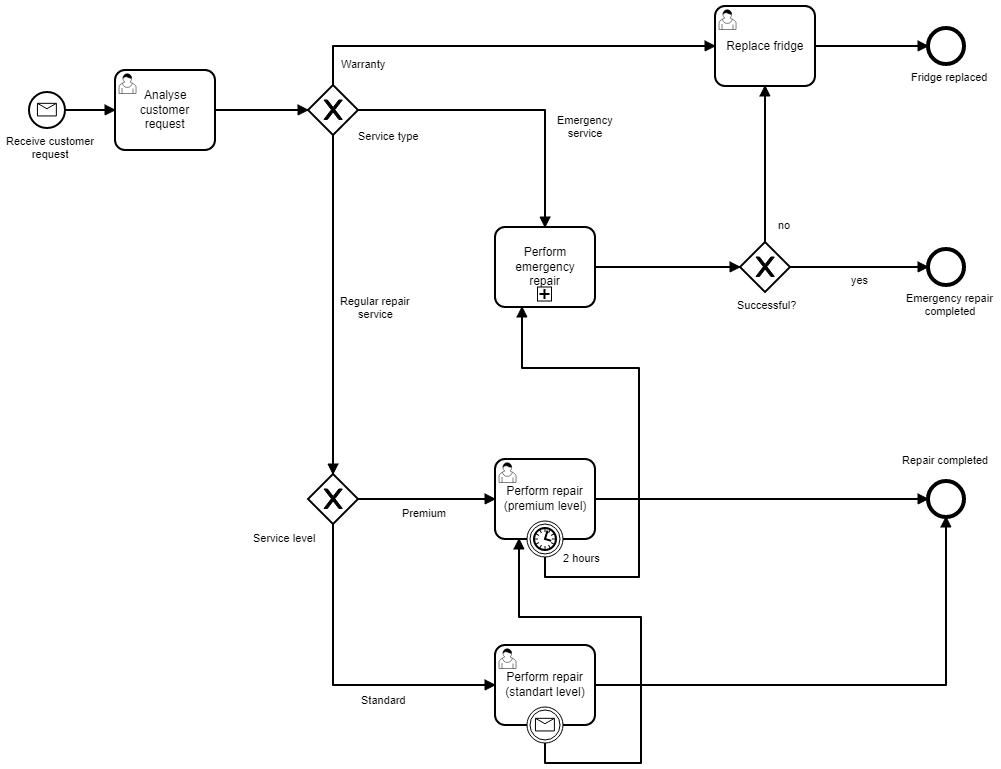 Replace fridge
Fridge replaced
Warranty
Analyse
customer
request
Receive customer
request
Service type
Emergency
service
no
Perform
emergency
repair
Successful?
yes
Emergency repair
completed
Regular repair
service
Repair completed
Perform repair
(premium level)
Premium
Service level
2 hours
Perform repair
(standart level)
Standard